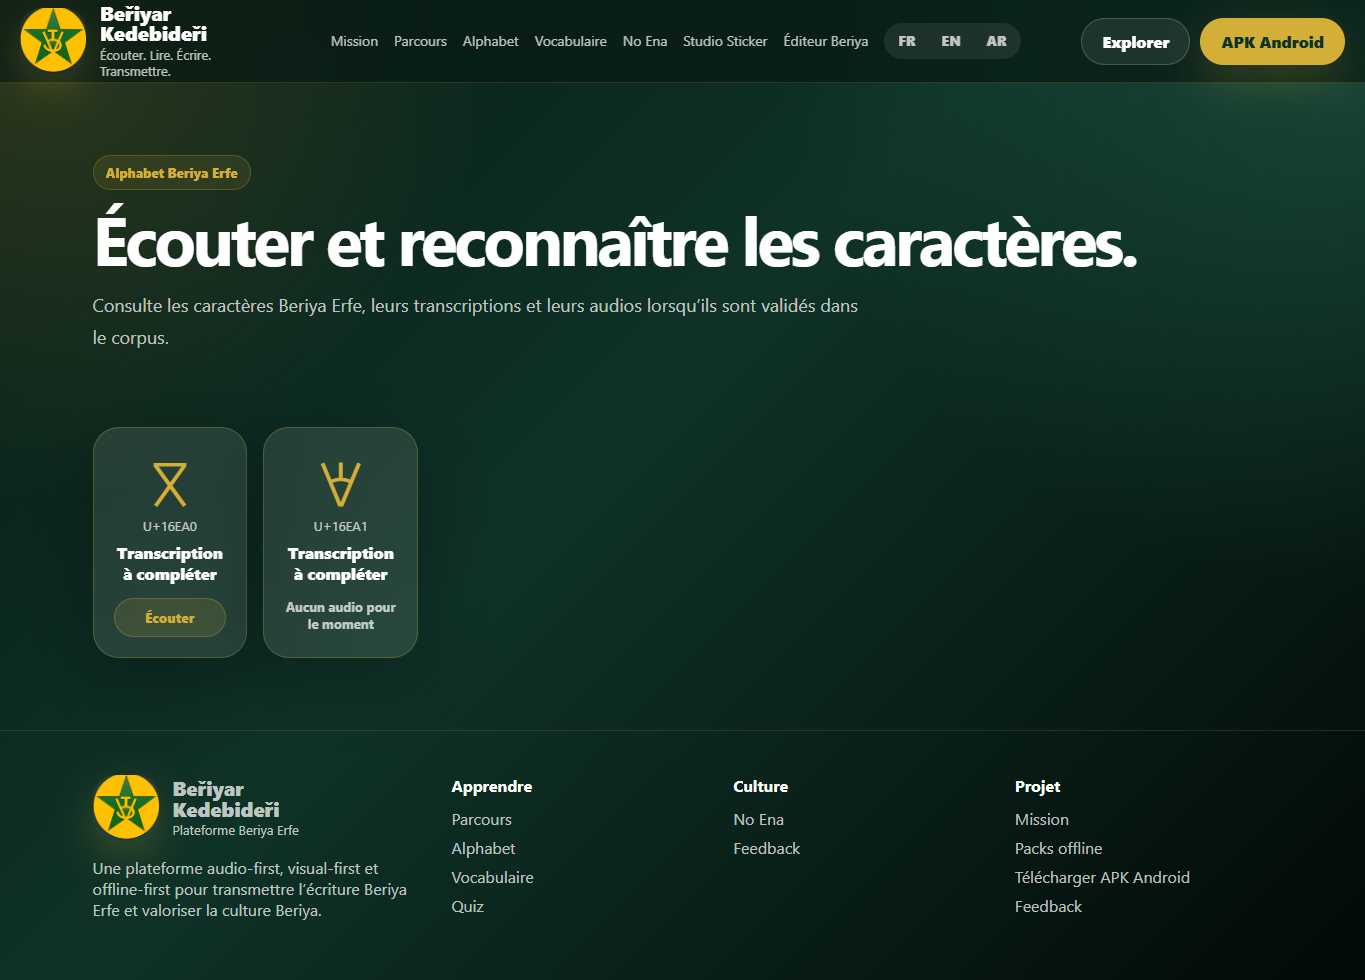 Beřiyar
Kedebideři
Écouter. Lire. Écrire.
Transmettre.
Mission Parcours Alphabet Vocabulaire No Ena Studio Sticker Éditeur Beriya FR EN AR Explorer APK Android
Alphabet Beriya Erfe
Écouter et reconnaître les caractères.
Consulte les caractères Beriya Erfe, leurs transcriptions et leurs audios lorsqu’ils sont validés dans
le corpus.
𖺠
U+16EA0
Transcription
à compléter
Écouter
𖺡
U+16EA1
Transcription
à compléter
Aucun audio pour
le moment
Beřiyar
Kedebideři
Plateforme Beriya Erfe
Une plateforme audio-first, visual-first et
offline-first pour transmettre l’écriture Beriya
Erfe et valoriser la culture Beriya.
Apprendre
Parcours
Alphabet
Vocabulaire
Quiz
Culture
No Ena
Feedback
Projet
Mission
Packs offline
Télécharger APK Android
Feedback